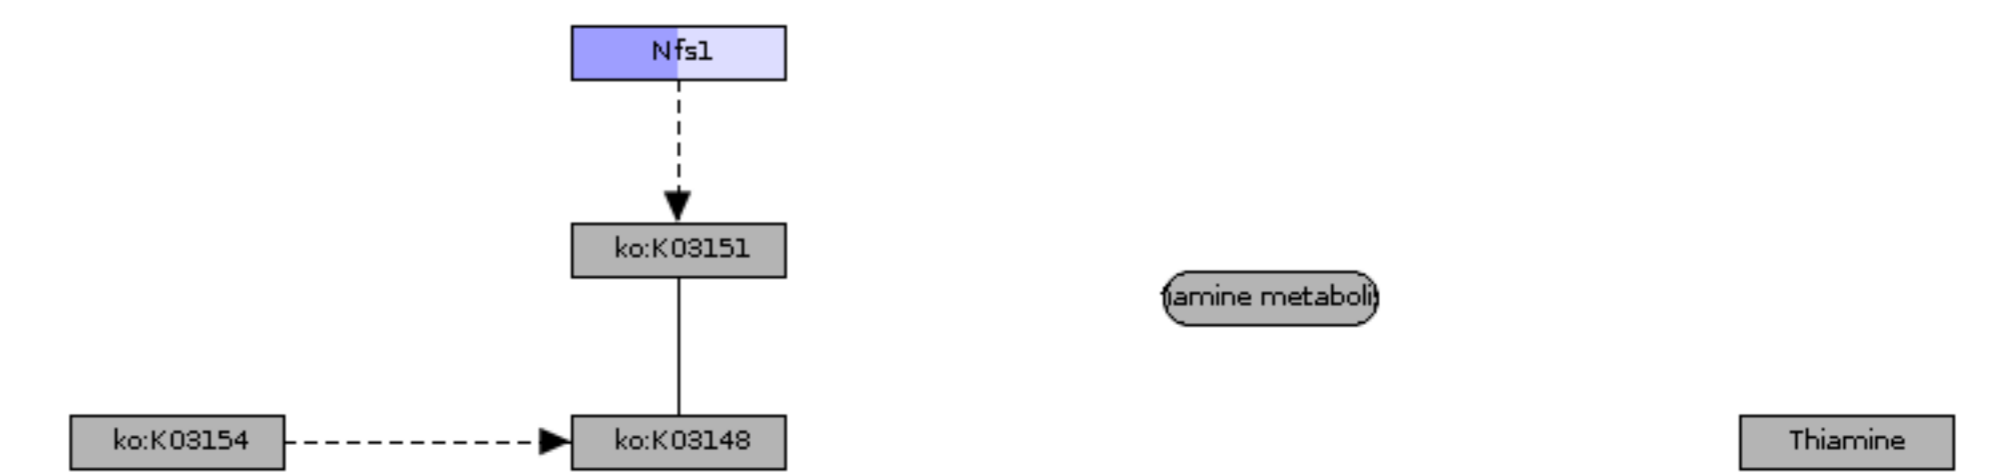 Nfs1
ko:K03151
iamine metaboli
ko:K03154
ko:K03148
Thiamine